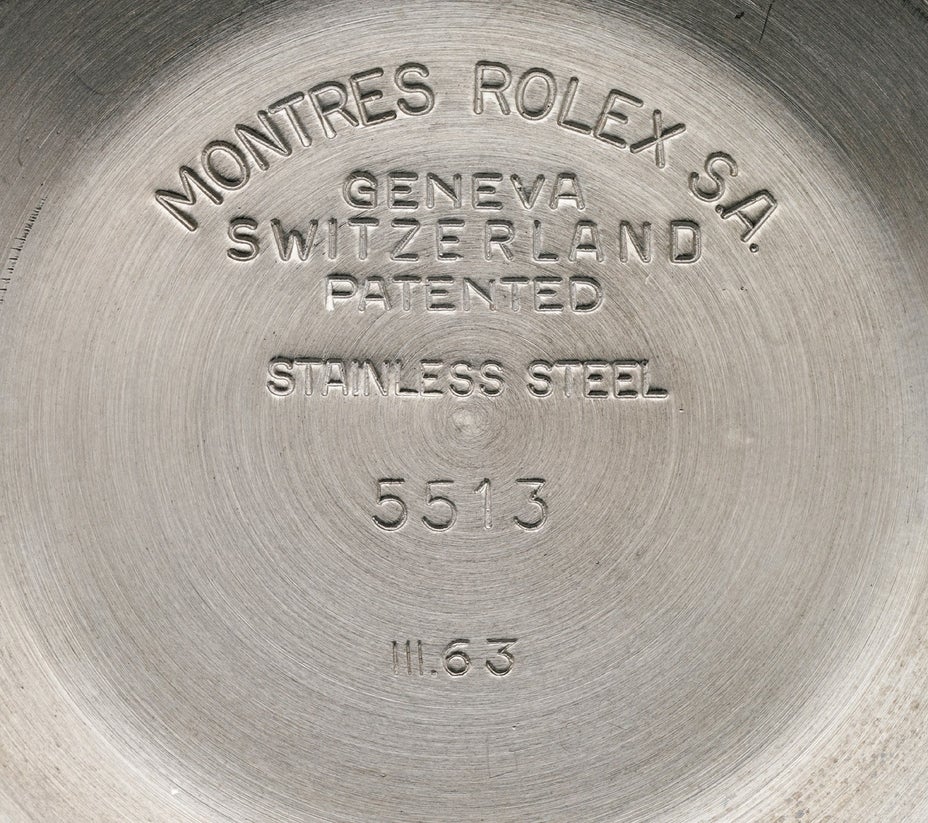 MONTRES ROLEX S.A.
GENEVA
SWITZERLAND
PATENTED
STAINLESS STEEL
5513
III.63